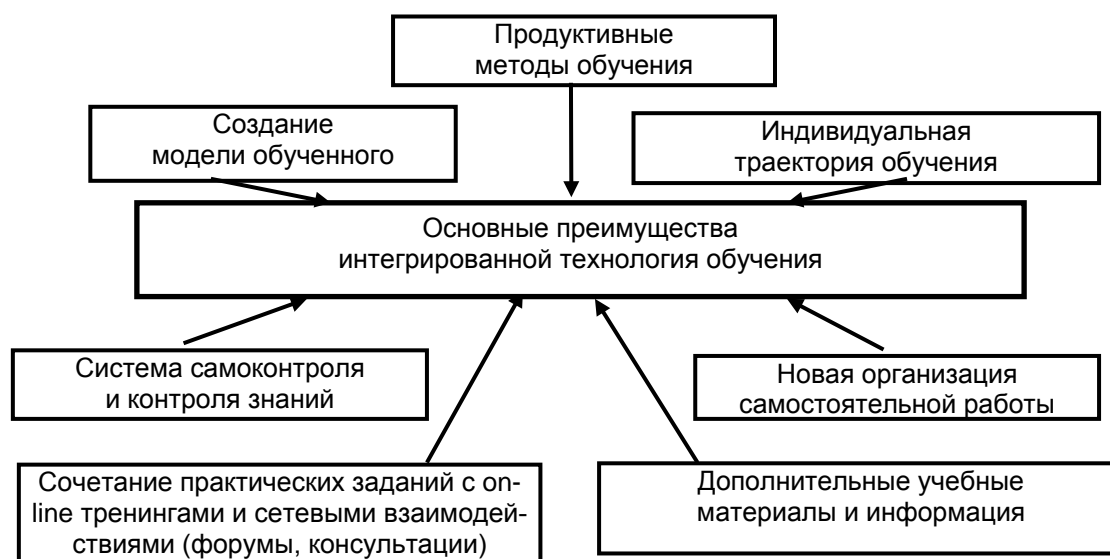 Продуктивные
методы обучения
Создание
модели обученного
Индивидуальная
траектория обучения
Основные преимущества
интегрированной технология обучения
Система самоконтроля
и контроля знаний
Новая организация
самостоятельной работы
Сочетание практических заданий с on-
line тренингами и сетевыми взаимодей-
ствиями (форумы, консультации)
Дополнительные учебные
материалы и информация